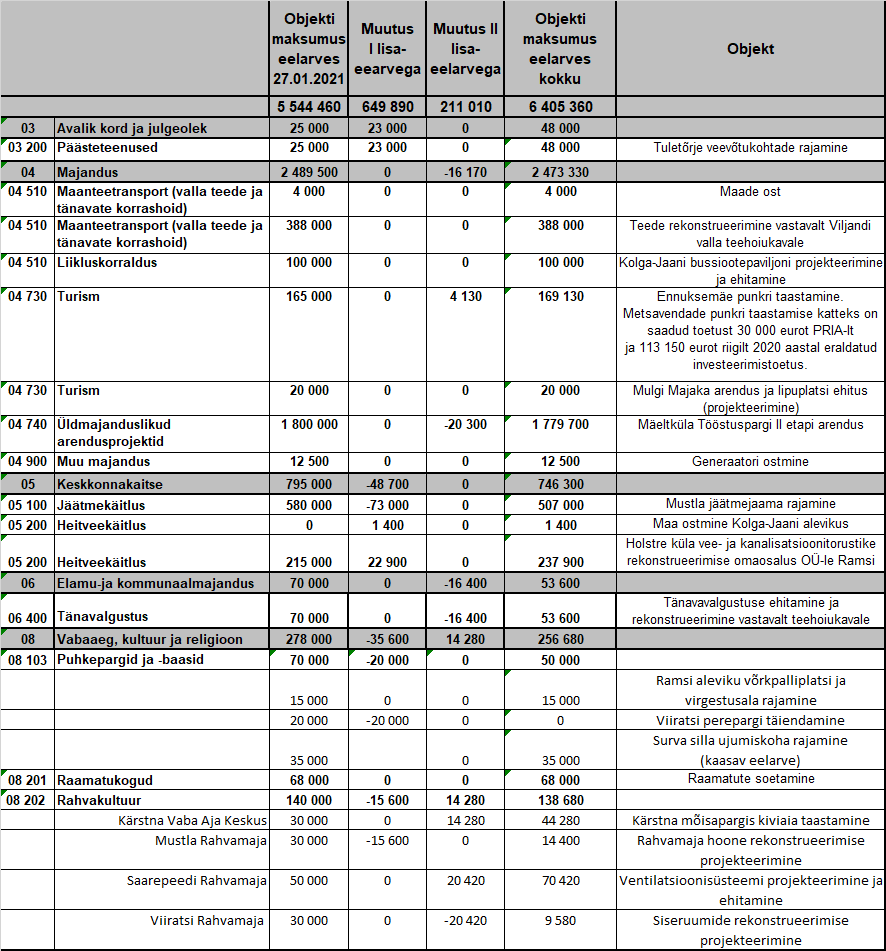 Objekti maksumus eelarves 27.01.2021 Muutus I lisa-eearvega Muutus II lisa-eelarvega Objekti maksumus eelarves kokku Objekt
5 544 460 649 890 211 010 6 405 360
03 Avalik kord ja julgeolek 25 000 23 000 0 48 000
03 200 Päästeteenused 25 000 23 000 0 48 000 Tuletõrje veevõtukohtade rajamine
04 Majandus 2 489 500 0 -16 170 2 473 330
04 510 Maanteetransport (valla teede ja tänavate korrashoid) 4 000 0 0 4 000 Maade ost
04 510 Maanteetransport (valla teede ja tänavate korrashoid) 388 000 0 0 388 000 Teede rekonstrueerimine vastavalt Viljandi valla teehoiukavale
04 510 Liikluskorraldus 100 000 0 0 100 000 Kolga-Jaani bussiootepaviljoni projekteerimine ja ehitamine
04 730 Turism 165 000 0 4 130 169 130 Ennuksemäe punkri taastamine.
Metsavendade punkri taastamise katteks on
saadud toetust 30 000 eurot PRIA-lt
ja 113 150 eurot riigilt 2020 aastal eraldatud
investeerimistoetus.
04 730 Turism 20 000 0 0 20 000 Mulgi Majaka arendus ja lipuplatsi ehitus (projekteerimine)
04 740 Üldmajanduslikud arendusprojektid 1 800 000 0 -20 300 1 779 700 Mäeltküla Tööstuspargi II etapi arendus
04 900 Muu majandus 12 500 0 0 12 500 Generaatori ostmine
05 Keskkonnakaitse 795 000 -48 700 0 746 300
05 100 Jäätmekäitlus 580 000 -73 000 0 507 000 Mustla jäätmejaama rajamine
05 200 Heitveekäitlus 0 1 400 0 1 400 Maa ostmine Kolga-Jaani alevikus
05 200 Heitveekäitlus 215 000 22 900 0 237 900 Holstre küla vee- ja kanalisatsioonitorustike rekonstrueerimise omaosalus OÜ-le Ramsi
06 Elamu-ja kommunaalmajandus 70 000 0 -16 400 53 600
06 400 Tänavalgustus 70 000 0 -16 400 53 600 Tänavavalgustuse ehitamine ja rekonstrueerimine vastavalt teehoiukavale
08 Vabaaeg, kultuur ja religioon 278 000 -35 600 14 280 256 680
08 103 Puhkepargid ja -baasid 70 000 -20 000 0 50 000
15 000 0 0 15 000 Ramsi aleviku võrkpalliplatsi ja virgestusala rajamine
20 000 -20 000 0 0 Viiratsi perepargi täiendamine
35 000 0 35 000 Surva silla ujumiskoha rajamine (kaasav eelarve)
08 201 Raamatukogud 68 000 0 0 68 000 Raamatute soetamine
08 202 Rahvakultuur 140 000 -15 600 14 280 138 680
Kärstna Vaba Aja Keskus 30 000 0 14 280 44 280 Kärstna mõisapargis kiviaia taastamine
Mustla Rahvamaja 30 000 -15 600 0 14 400 Rahvamaja hoone rekonstrueerimise projekteerimine
Saarepeedi Rahvamaja 50 000 0 20 420 70 420 Ventilatsioonisüsteemi projekteerimine ja ehitamine
Viiratsi Rahvamaja 30 000 0 -20 420 9 580 Siseruumide rekonstrueerimise projekteerimine